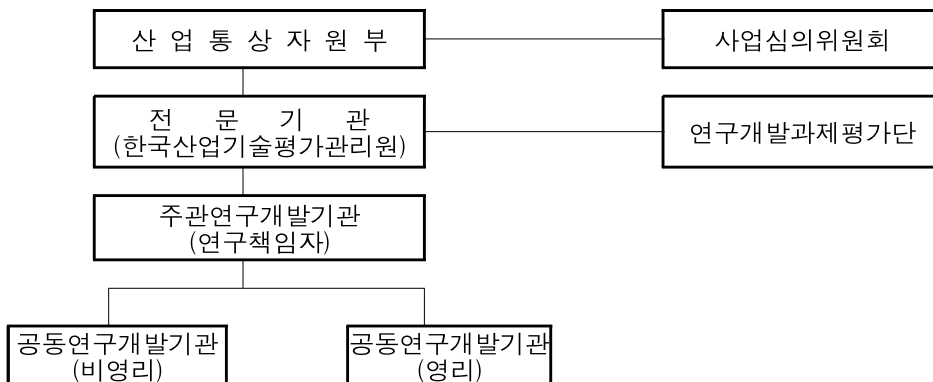 산 업 통 상 자 원 부
사업심의위원회
전 문 기 관
(한국산업기술평가관리원)
연구개발과제평가단
주관연구개발기관
(연구책임자)
공동연구개발기관
(비영리)
공동연구개발기관
(영리)